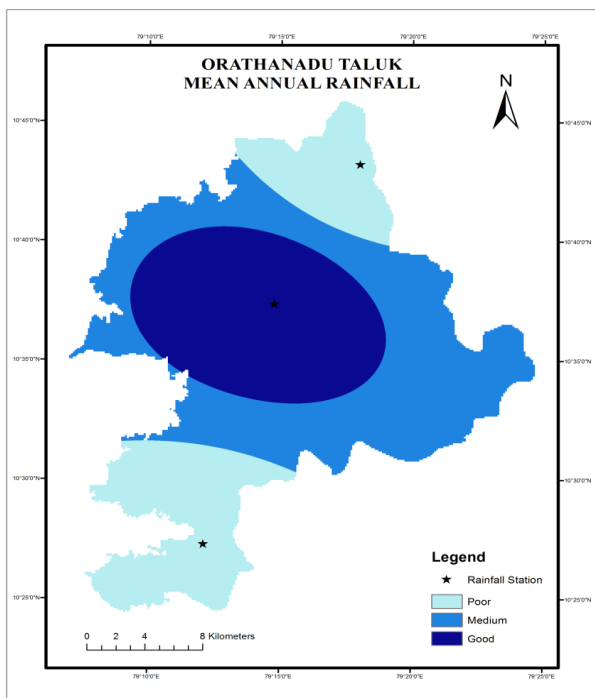 79°10'0"E 79°15'0"E 79°20'0"E 79°25'0"E
ORATHANADU TALUK
MEAN ANNUAL RAINFALL
N
10°45'0"N 10°45'0"N
10°40'0"N 10°40'0"N
10°35'0"N 10°35'0"N
10°30'0"N 10°30'0"N
Legend
Rainfall Station
Poor
10°25'0"N 10°25'0"N
Medium
Good
0 2 4 8 Kilometers
79°10'0"E 79°15'0"E 79°20'0"E 79°25'0"E